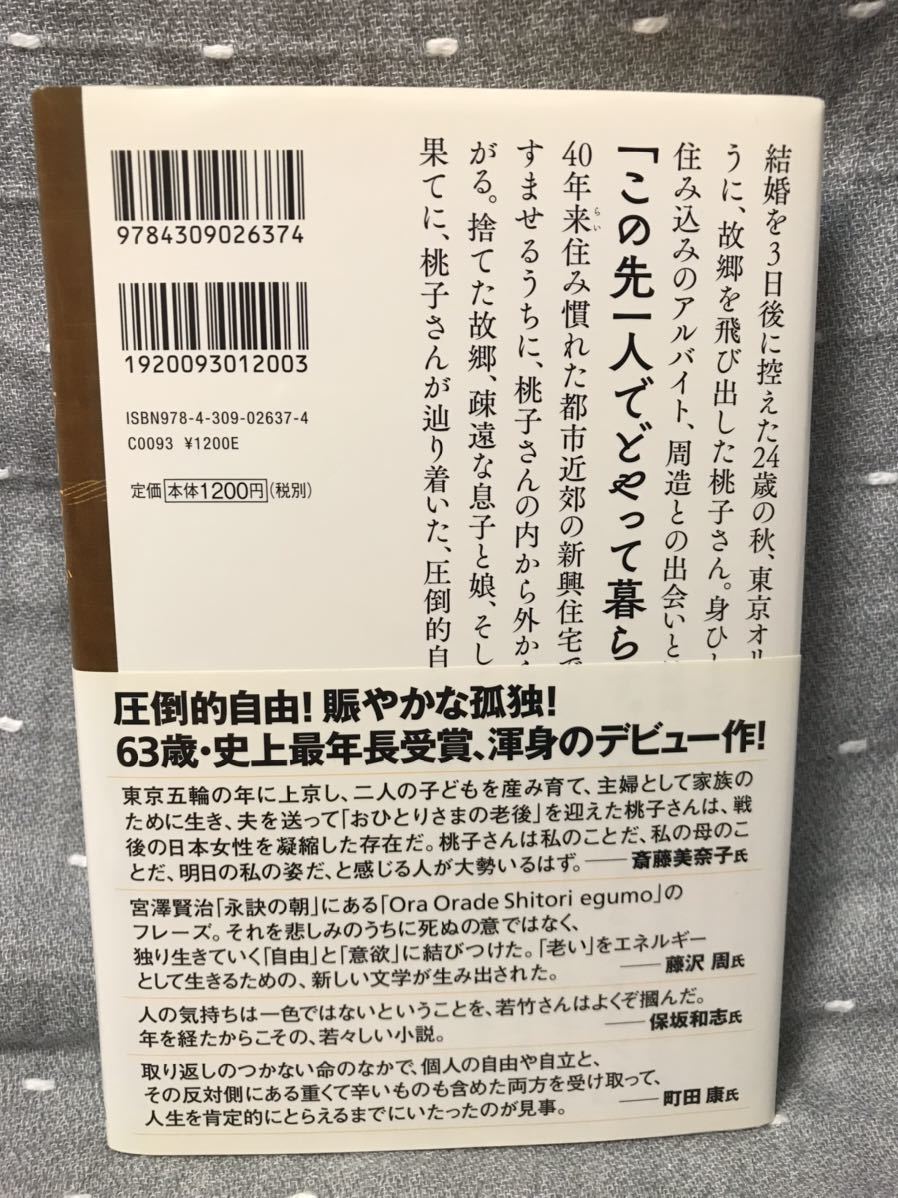 9784309026374
1920093012003
ISBN978-4-309-02637-4
C0093 ¥1200E
定価 本体1200円(税別)
結婚を3日後に控えた24歳の秋、東京オリ
うに、故郷を飛び出した桃子さん。身ひ
住み込みのアルバイト、周造との出会いと
「この先一人でどやって暮ら
40年来住み慣れた都市近郊の新興住宅で
らい
すませるうちに、桃子さんの内から外か
がる。捨てた故郷、疎遠な息子と娘、そし
果てに、桃子さんが辿り着いた、圧倒的自
圧倒的自由!賑やかな孤独!
63歳・史上最年長受賞、渾身のデビュー作!
東京五輪の年に上京し、二人の子どもを産み育て、主婦として家族の
ために生き、夫を送って「おひとりさまの老後」を迎えた桃子さんは、戦
後の日本女性を凝縮した存在だ。桃子さんは私のことだ、私の母のこ
とだ、明日の私の姿だ、と感じる人が大勢いるはず。——斎藤美奈子氏
宮澤賢治「永訣の朝」にある「Ora Orade Shitori egumo」の
フレーズ。それを悲しみのうちに死ぬの意ではなく、
独り生きていく「自由」と「意欲」に結びつけた。「老い」をエネルギー
として生きるための、新しい文学が生み出された。——藤沢 周氏
人の気持ちは一色ではないということを、若竹さんはよくぞ摑んだ。
年を経たからこその、若々しい小説。——保坂和志氏
取り返しのつかない命のなかで、個人の自由や自立と、
その反対側にある重くて辛いものも含めた両方を受け取って、
人生を肯定的にとらえるまでにいたったのが見事。——町田 康氏